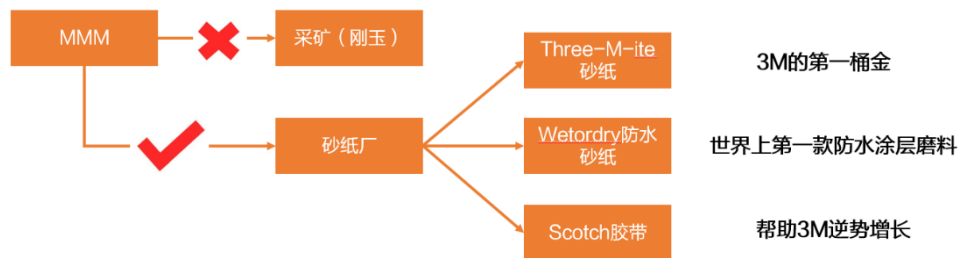 MMM
采矿（刚玉）
Three-M-ite
砂纸
3M的第一桶金
砂纸厂
Wetordry防水
砂纸
世界上第一款防水涂层磨料
Scotch胶带
帮助3M逆势增长